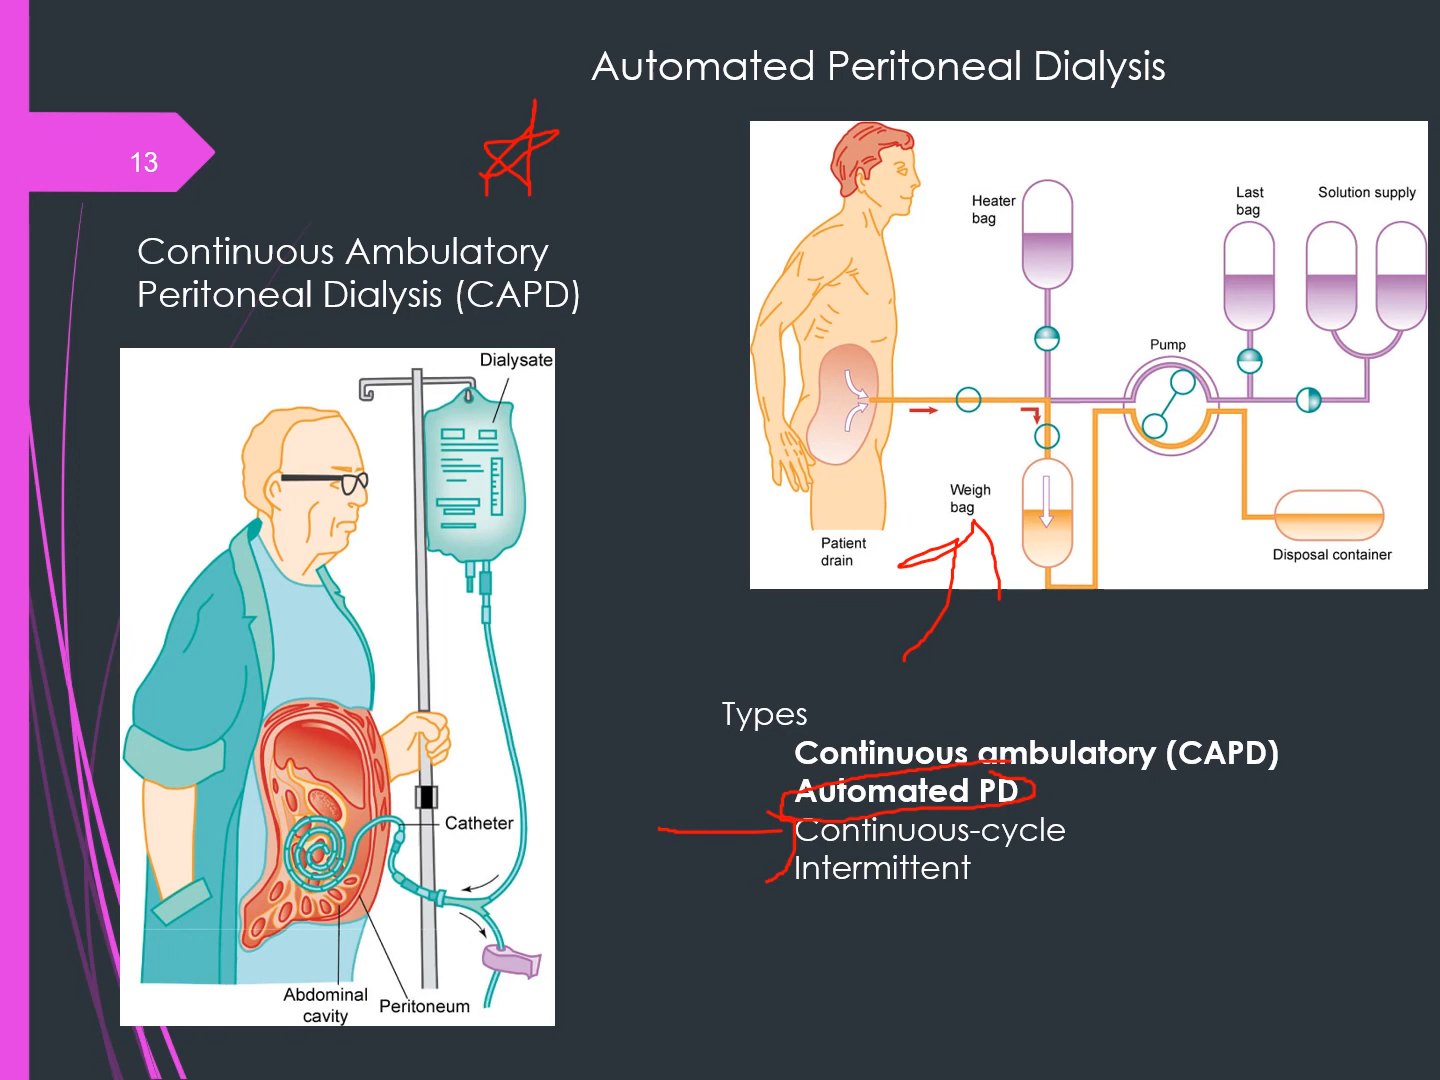 Automated Peritoneal Dialysis
13
Continuous Ambulatory
Peritoneal Dialysis (CAPD)
Dialysate
Catheter
Abdominal
cavity
Peritoneum
Heater
bag
Last
bag
Solution supply
Pump
Weigh
bag
Patient
drain
Disposal container
Types
Continuous ambulatory (CAPD)
Automated PD
Continuous-cycle
Intermittent